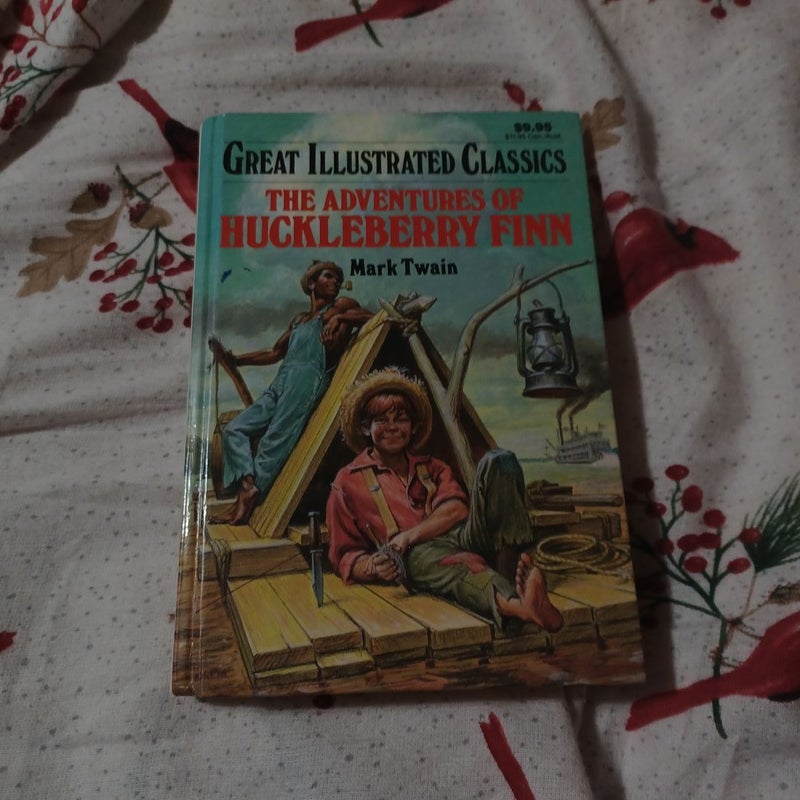 $9.95
GREAT ILLUSTRATED CLASSICS
THE ADVENTURES OF
HUCKLEBERRY FINN
Mark Twain